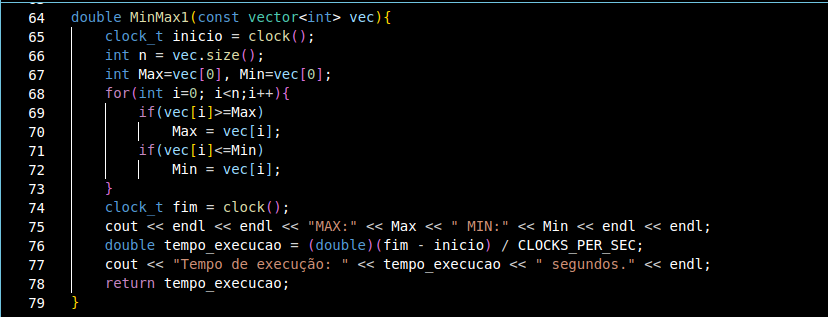 64 double MinMax1(const vector<int> vec){
65     clock_t inicio = clock();
66     int n = vec.size();
67     int Max=vec[0], Min=vec[0];
68     for(int i=0; i<n;i++){
69         if(vec[i]>=Max)
70             Max = vec[i];
71         if(vec[i]<=Min)
72             Min = vec[i];
73     }
74     clock_t fim = clock();
75     cout << endl << endl << "MAX:" << Max << " MIN:" << Min << endl << endl;
76     double tempo_execucao = (double)(fim - inicio) / CLOCKS_PER_SEC;
77     cout << "Tempo de execução: " << tempo_execucao << " segundos." << endl;
78     return tempo_execucao;
79 }